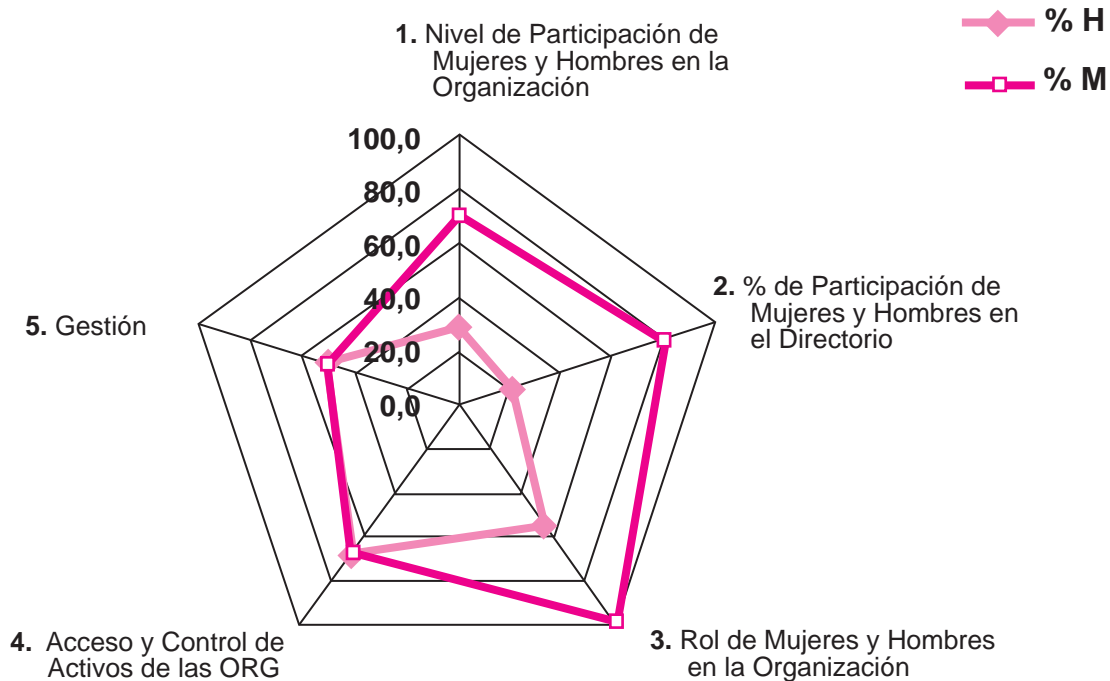 % H
% M
1. Nivel de Participación de
Mujeres y Hombres en la
Organización
100,0
80,0
60,0
40,0
20,0
0,0
2. % de Participación de
Mujeres y Hombres en
el Directorio
5. Gestión
4. Acceso y Control de
Activos de las ORG
3. Rol de Mujeres y Hombres
en la Organización